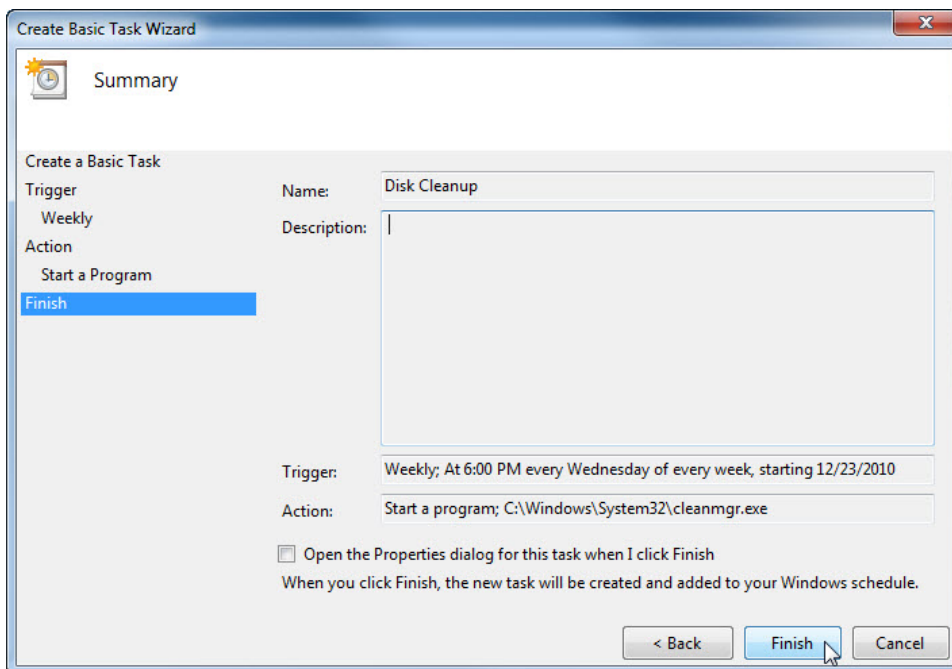 Create Basic Task Wizard
Summary
Create a Basic Task
Trigger
Weekly
Action
Start a Program
Finish
Name: Disk Cleanup
Description:
Trigger: Weekly; At 6:00 PM every Wednesday of every week, starting 12/23/2010
Action: Start a program; C:\Windows\System32\cleanmgr.exe
Open the Properties dialog for this task when I click Finish
When you click Finish, the new task will be created and added to your Windows schedule.
< Back Finish Cancel